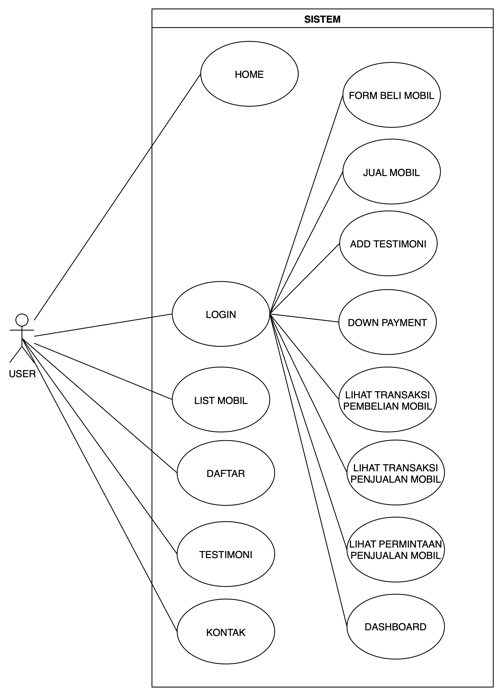 SISTEM
HOME
FORM BELI MOBIL
JUAL MOBIL
ADD TESTIMONI
LOGIN
DOWN PAYMENT
USER
LIST MOBIL
LIHAT TRANSAKSI
PEMBELIAN MOBIL
DAFTAR
LIHAT TRANSAKSI
PENJUALAN MOBIL
TESTIMONI
LIHAT PERMINTAAN
PENJUALAN MOBIL
KONTAK
DASHBOARD